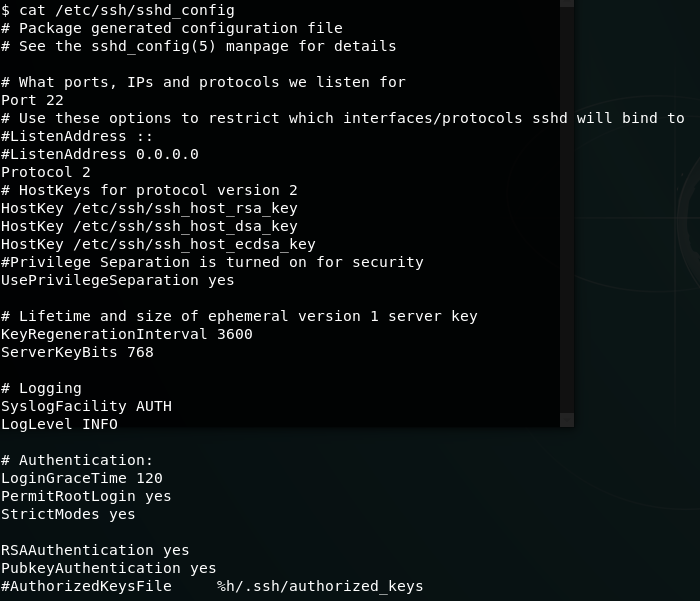 $ cat /etc/ssh/sshd_config
# Package generated configuration file
# See the sshd_config(5) manpage for details

# What ports, IPs and protocols we listen for
Port 22
# Use these options to restrict which interfaces/protocols sshd will bind to
#ListenAddress ::
#ListenAddress 0.0.0.0
Protocol 2
# HostKeys for protocol version 2
HostKey /etc/ssh/ssh_host_rsa_key
HostKey /etc/ssh/ssh_host_dsa_key
HostKey /etc/ssh/ssh_host_ecdsa_key
#Privilege Separation is turned on for security
UsePrivilegeSeparation yes

# Lifetime and size of ephemeral version 1 server key
KeyRegenerationInterval 3600
ServerKeyBits 768

# Logging
SyslogFacility AUTH
LogLevel INFO

# Authentication:
LoginGraceTime 120
PermitRootLogin yes
StrictModes yes

RSAAuthentication yes
PubkeyAuthentication yes
#AuthorizedKeysFile     %h/.ssh/authorized_keys